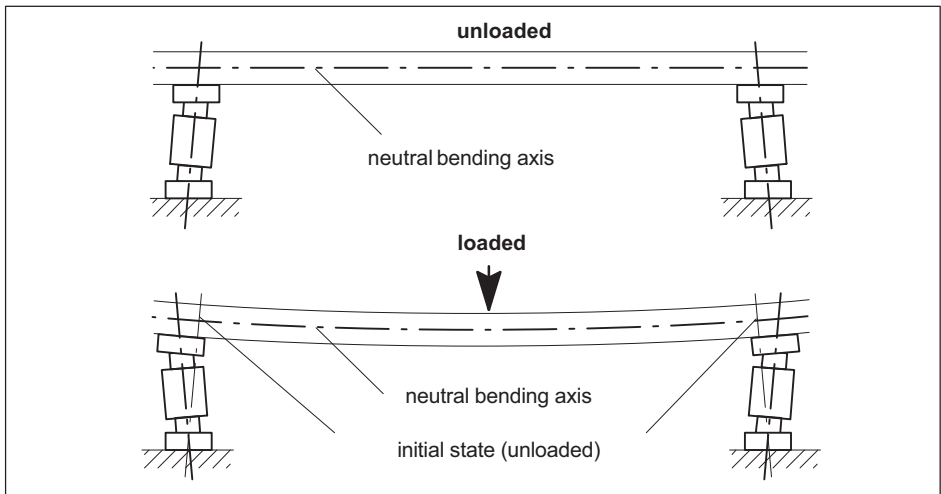 unloaded
neutral bending axis
loaded
neutral bending axis
initial state (unloaded)